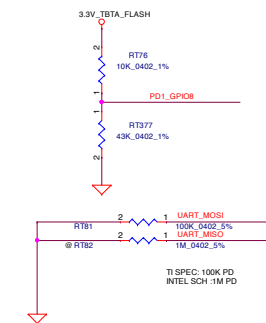 3.3V_TBTA_FLASH
2
RT76
10K_0402_1%
1
PD1_GPIO8
1
RT377
43K_0402_1%
2
2 1 UART_MOSI
RT81 100K_0402_5%
2 1 UART_MISO
@ RT82 1M_0402_5%
TI SPEC: 100K PD
INTEL SCH :1M PD